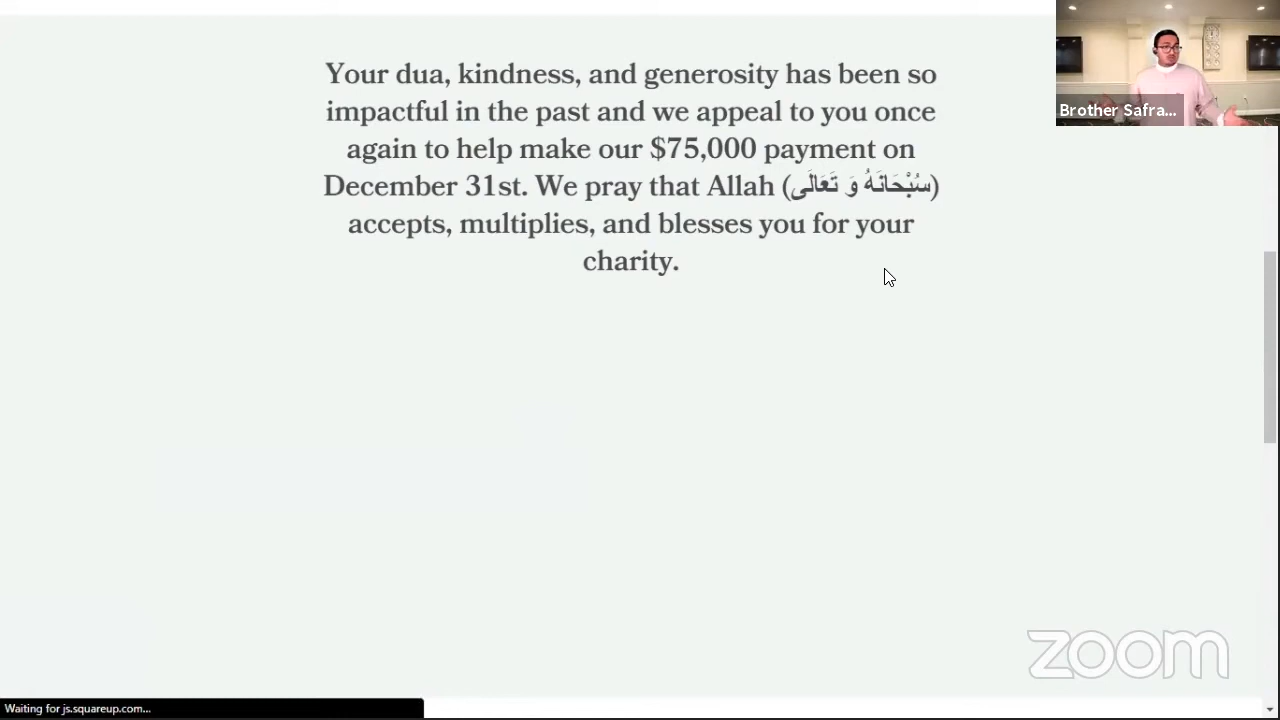 Your dua, kindness, and generosity has been so
impactful in the past and we appeal to you once
again to help make our $75,000 payment on
December 31st. We pray that Allah (سُبْحَانَهُ وَ تَعَالَى)
accepts, multiplies, and blesses you for your
charity.
Brother Safra...
zoom
Waiting for js.squareup.com...